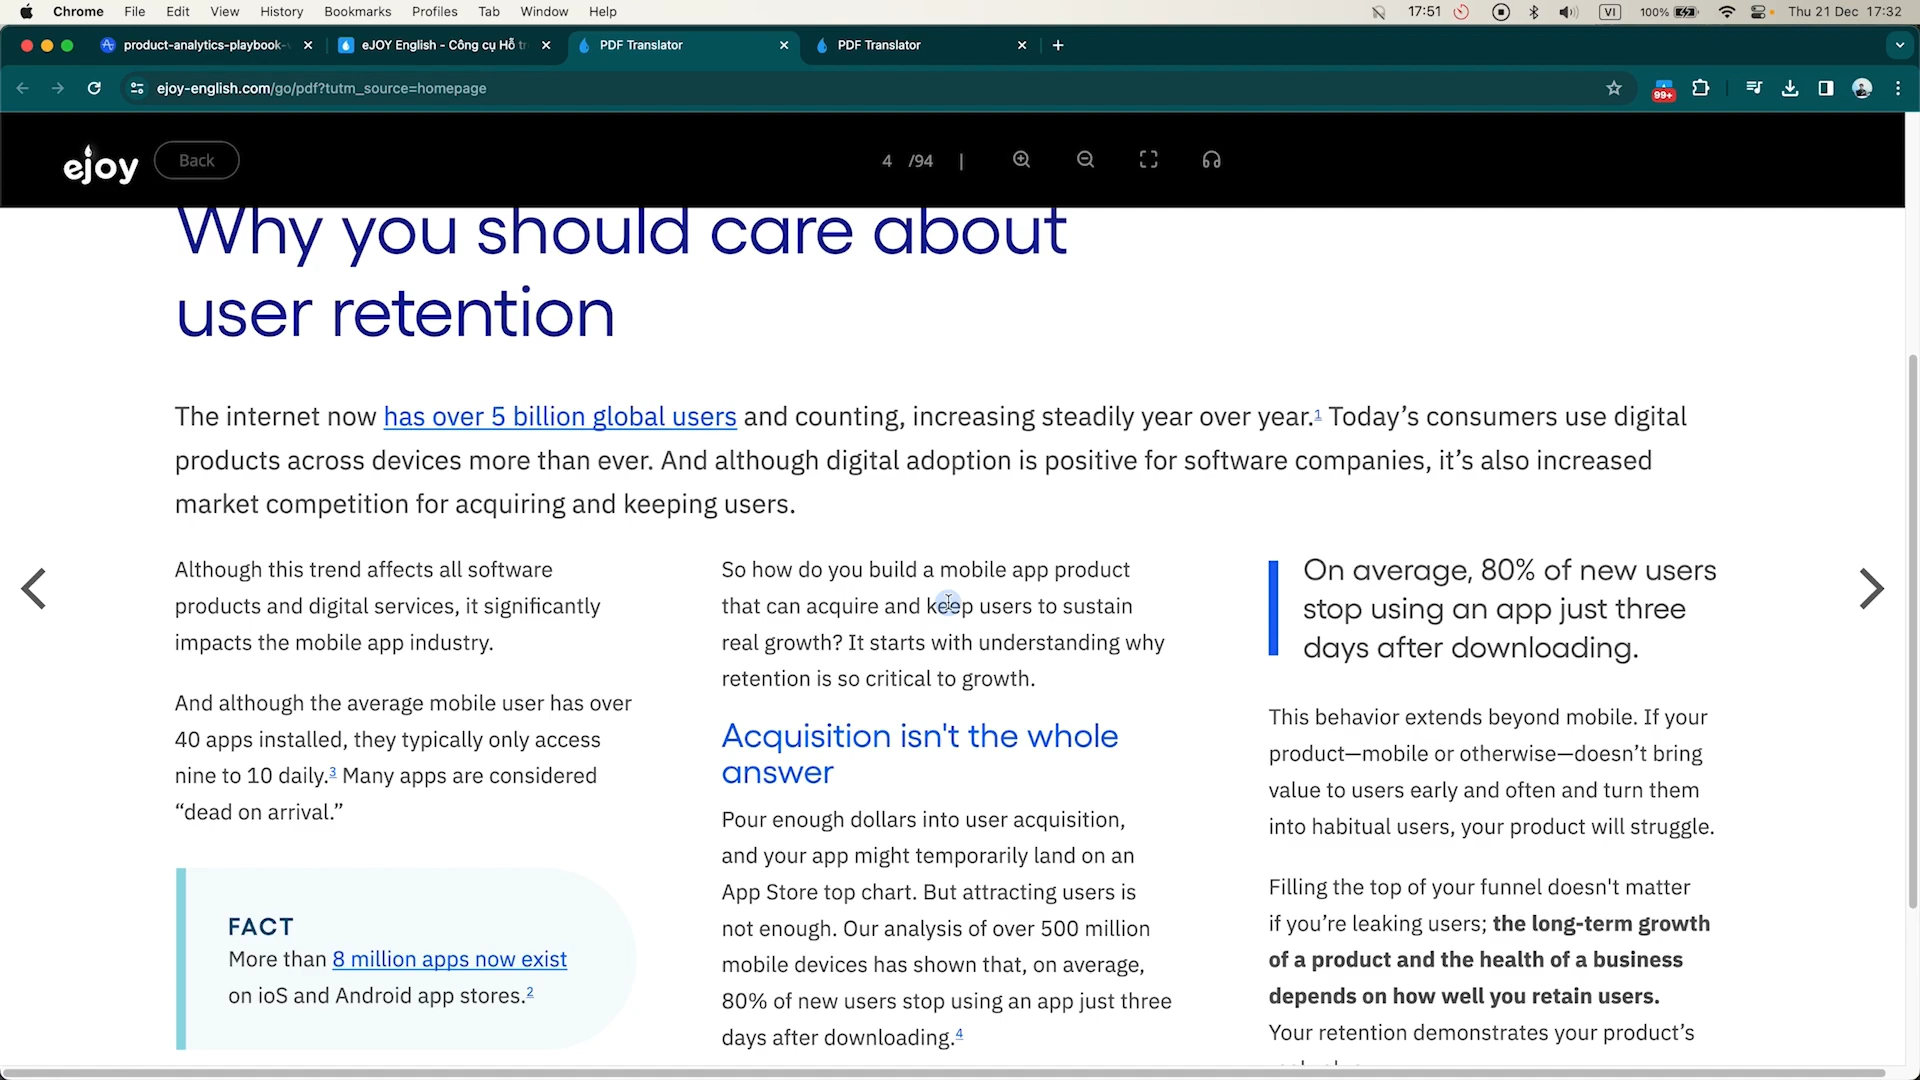 Chrome File Edit View History Bookmarks Profiles Tab Window Help 17:51 VI 100% Thu 21 Dec 17:32
product-analytics-playbook- eJOY English - Công cụ Hỗ tr PDF Translator PDF Translator
ejoy-english.com/go/pdf?tutm_source=homepage 99+
ejoy Back 4 /94 |
Why you should care about
user retention
The internet now has over 5 billion global users and counting, increasing steadily year over year.1 Today’s consumers use digital
products across devices more than ever. And although digital adoption is positive for software companies, it’s also increased
market competition for acquiring and keeping users.
Although this trend affects all software
products and digital services, it significantly
impacts the mobile app industry.
And although the average mobile user has over
40 apps installed, they typically only access
nine to 10 daily.3 Many apps are considered
“dead on arrival.”
FACT
More than 8 million apps now exist
on ioS and Android app stores.2
So how do you build a mobile app product
that can acquire and keep users to sustain
real growth? It starts with understanding why
retention is so critical to growth.
Acquisition isn't the whole
answer
Pour enough dollars into user acquisition,
and your app might temporarily land on an
App Store top chart. But attracting users is
not enough. Our analysis of over 500 million
mobile devices has shown that, on average,
80% of new users stop using an app just three
days after downloading.4
On average, 80% of new users
stop using an app just three
days after downloading.
This behavior extends beyond mobile. If your
product—mobile or otherwise—doesn’t bring
value to users early and often and turn them
into habitual users, your product will struggle.
Filling the top of your funnel doesn't matter
if you’re leaking users; the long-term growth
of a product and the health of a business
depends on how well you retain users.
Your retention demonstrates your product’s